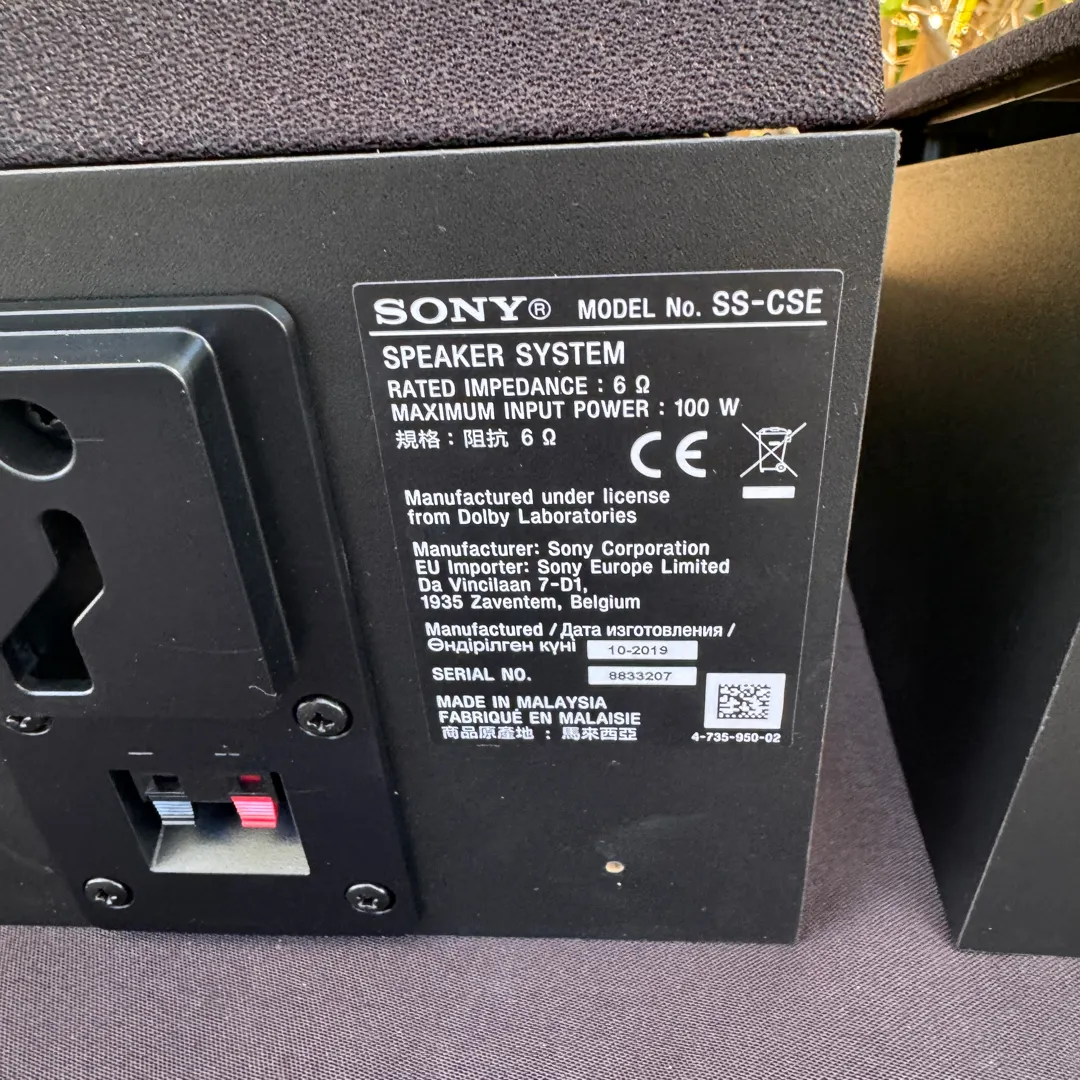 SONY® MODEL No. SS-CSE
SPEAKER SYSTEM
RATED IMPEDANCE : 6 Ω
MAXIMUM INPUT POWER : 100 W
規格 : 阻抗 6 Ω
CE
Manufactured under license
from Dolby Laboratories
Manufacturer: Sony Corporation
EU Importer: Sony Europe Limited
Da Vincilaan 7-D1,
1935 Zaventem, Belgium
Manufactured / Дата изготовления /
Өндірілген күні 10-2019
SERIAL NO. 8833207
MADE IN MALAYSIA
FABRIQUÉ EN MALAISIE
商品原產地 : 馬來西亞
4-735-950-02